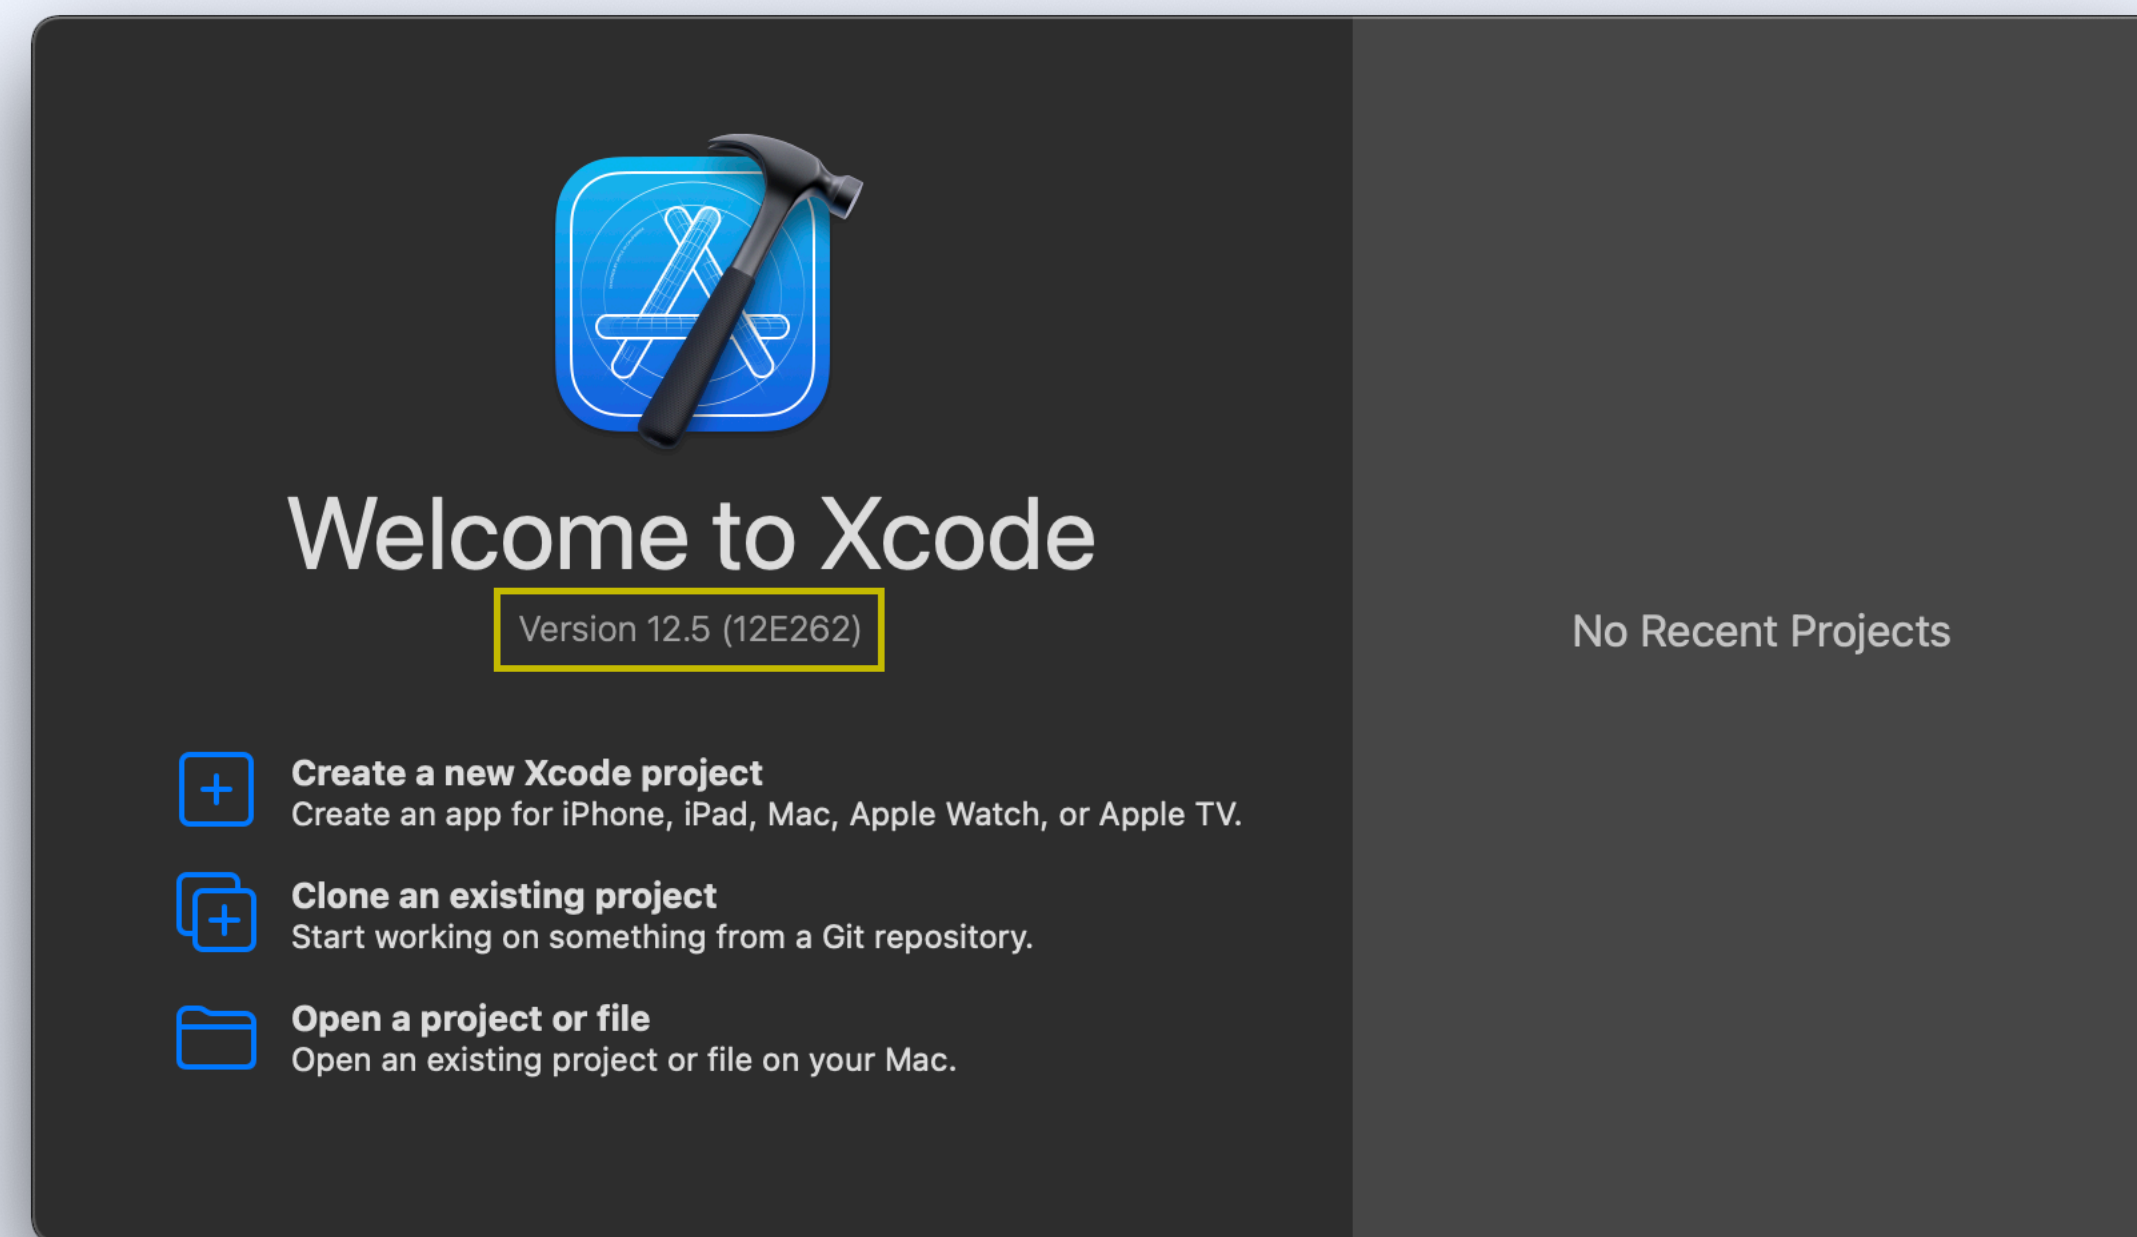 Welcome to Xcode
Version 12.5 (12E262)
Create a new Xcode project
Create an app for iPhone, iPad, Mac, Apple Watch, or Apple TV.
Clone an existing project
Start working on something from a Git repository.
Open a project or file
Open an existing project or file on your Mac.
No Recent Projects